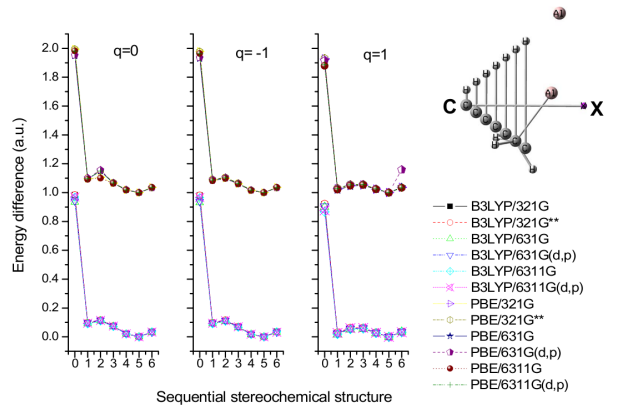 q=0
q= -1
q=1
2.0
1.8
1.6
1.4
1.2
1.0
0.8
0.6
0.4
0.2
0.0
Energy difference (a.u.)
0 1 2 3 4 5 6
0 1 2 3 4 5 6
0 1 2 3 4 5 6
Sequential stereochemical structure
Al
Al
C
X
B3LYP/321G
B3LYP/321G**
B3LYP/631G
B3LYP/631G(d,p)
B3LYP/6311G
B3LYP/6311G(d,p)
PBE/321G
PBE/321G**
PBE/631G
PBE/631G(d,p)
PBE/6311G
PBE/6311G(d,p)